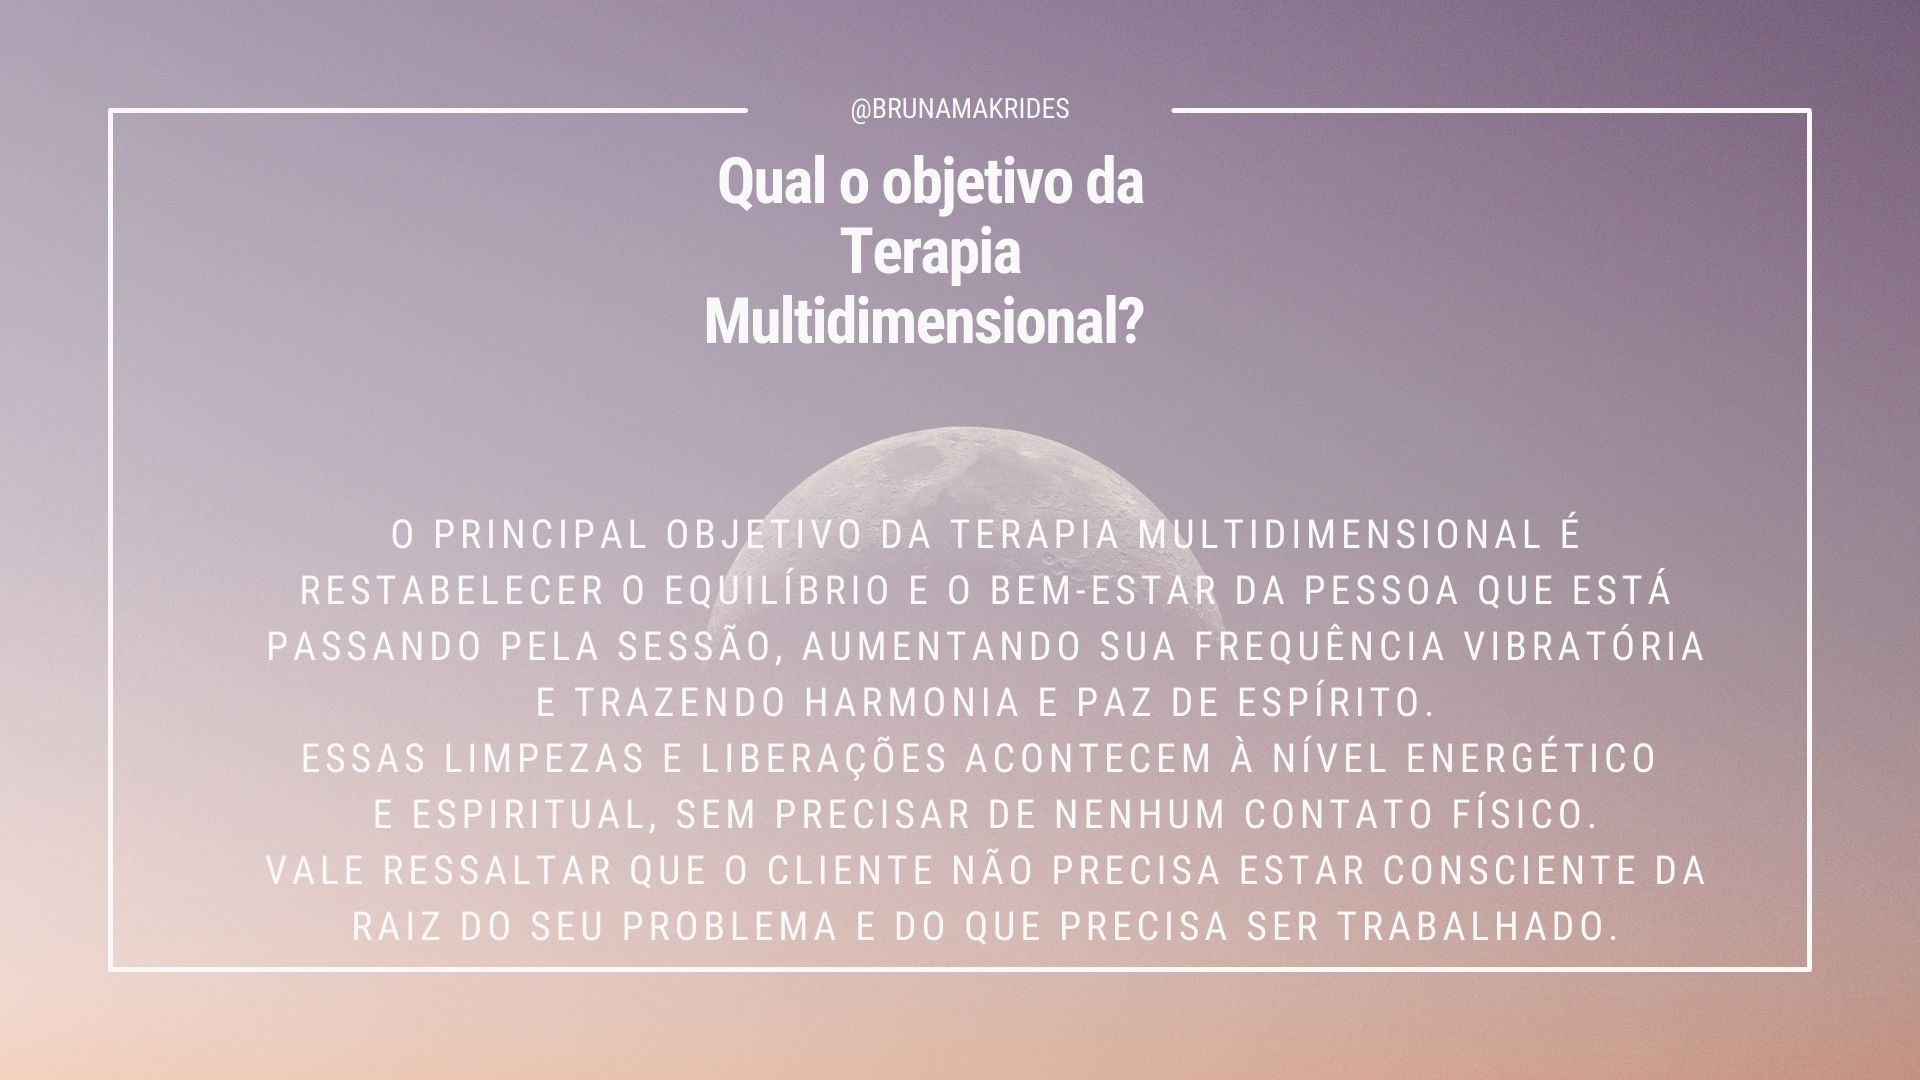 @BRUNAMAKRIDES
Qual o objetivo da
Terapia
Multidimensional?
O PRINCIPAL OBJETIVO DA TERAPIA MULTIDIMENSIONAL É
RESTABELECER O EQUILÍBRIO E O BEM-ESTAR DA PESSOA QUE ESTÁ
PASSANDO PELA SESSÃO, AUMENTANDO SUA FREQUÊNCIA VIBRATÓRIA
E TRAZENDO HARMONIA E PAZ DE ESPÍRITO.
ESSAS LIMPEZAS E LIBERAÇÕES ACONTECEM À NÍVEL ENERGÉTICO
E ESPIRITUAL, SEM PRECISAR DE NENHUM CONTATO FÍSICO.
VALE RESSALTAR QUE O CLIENTE NÃO PRECISA ESTAR CONSCIENTE DA
RAIZ DO SEU PROBLEMA E DO QUE PRECISA SER TRABALHADO.